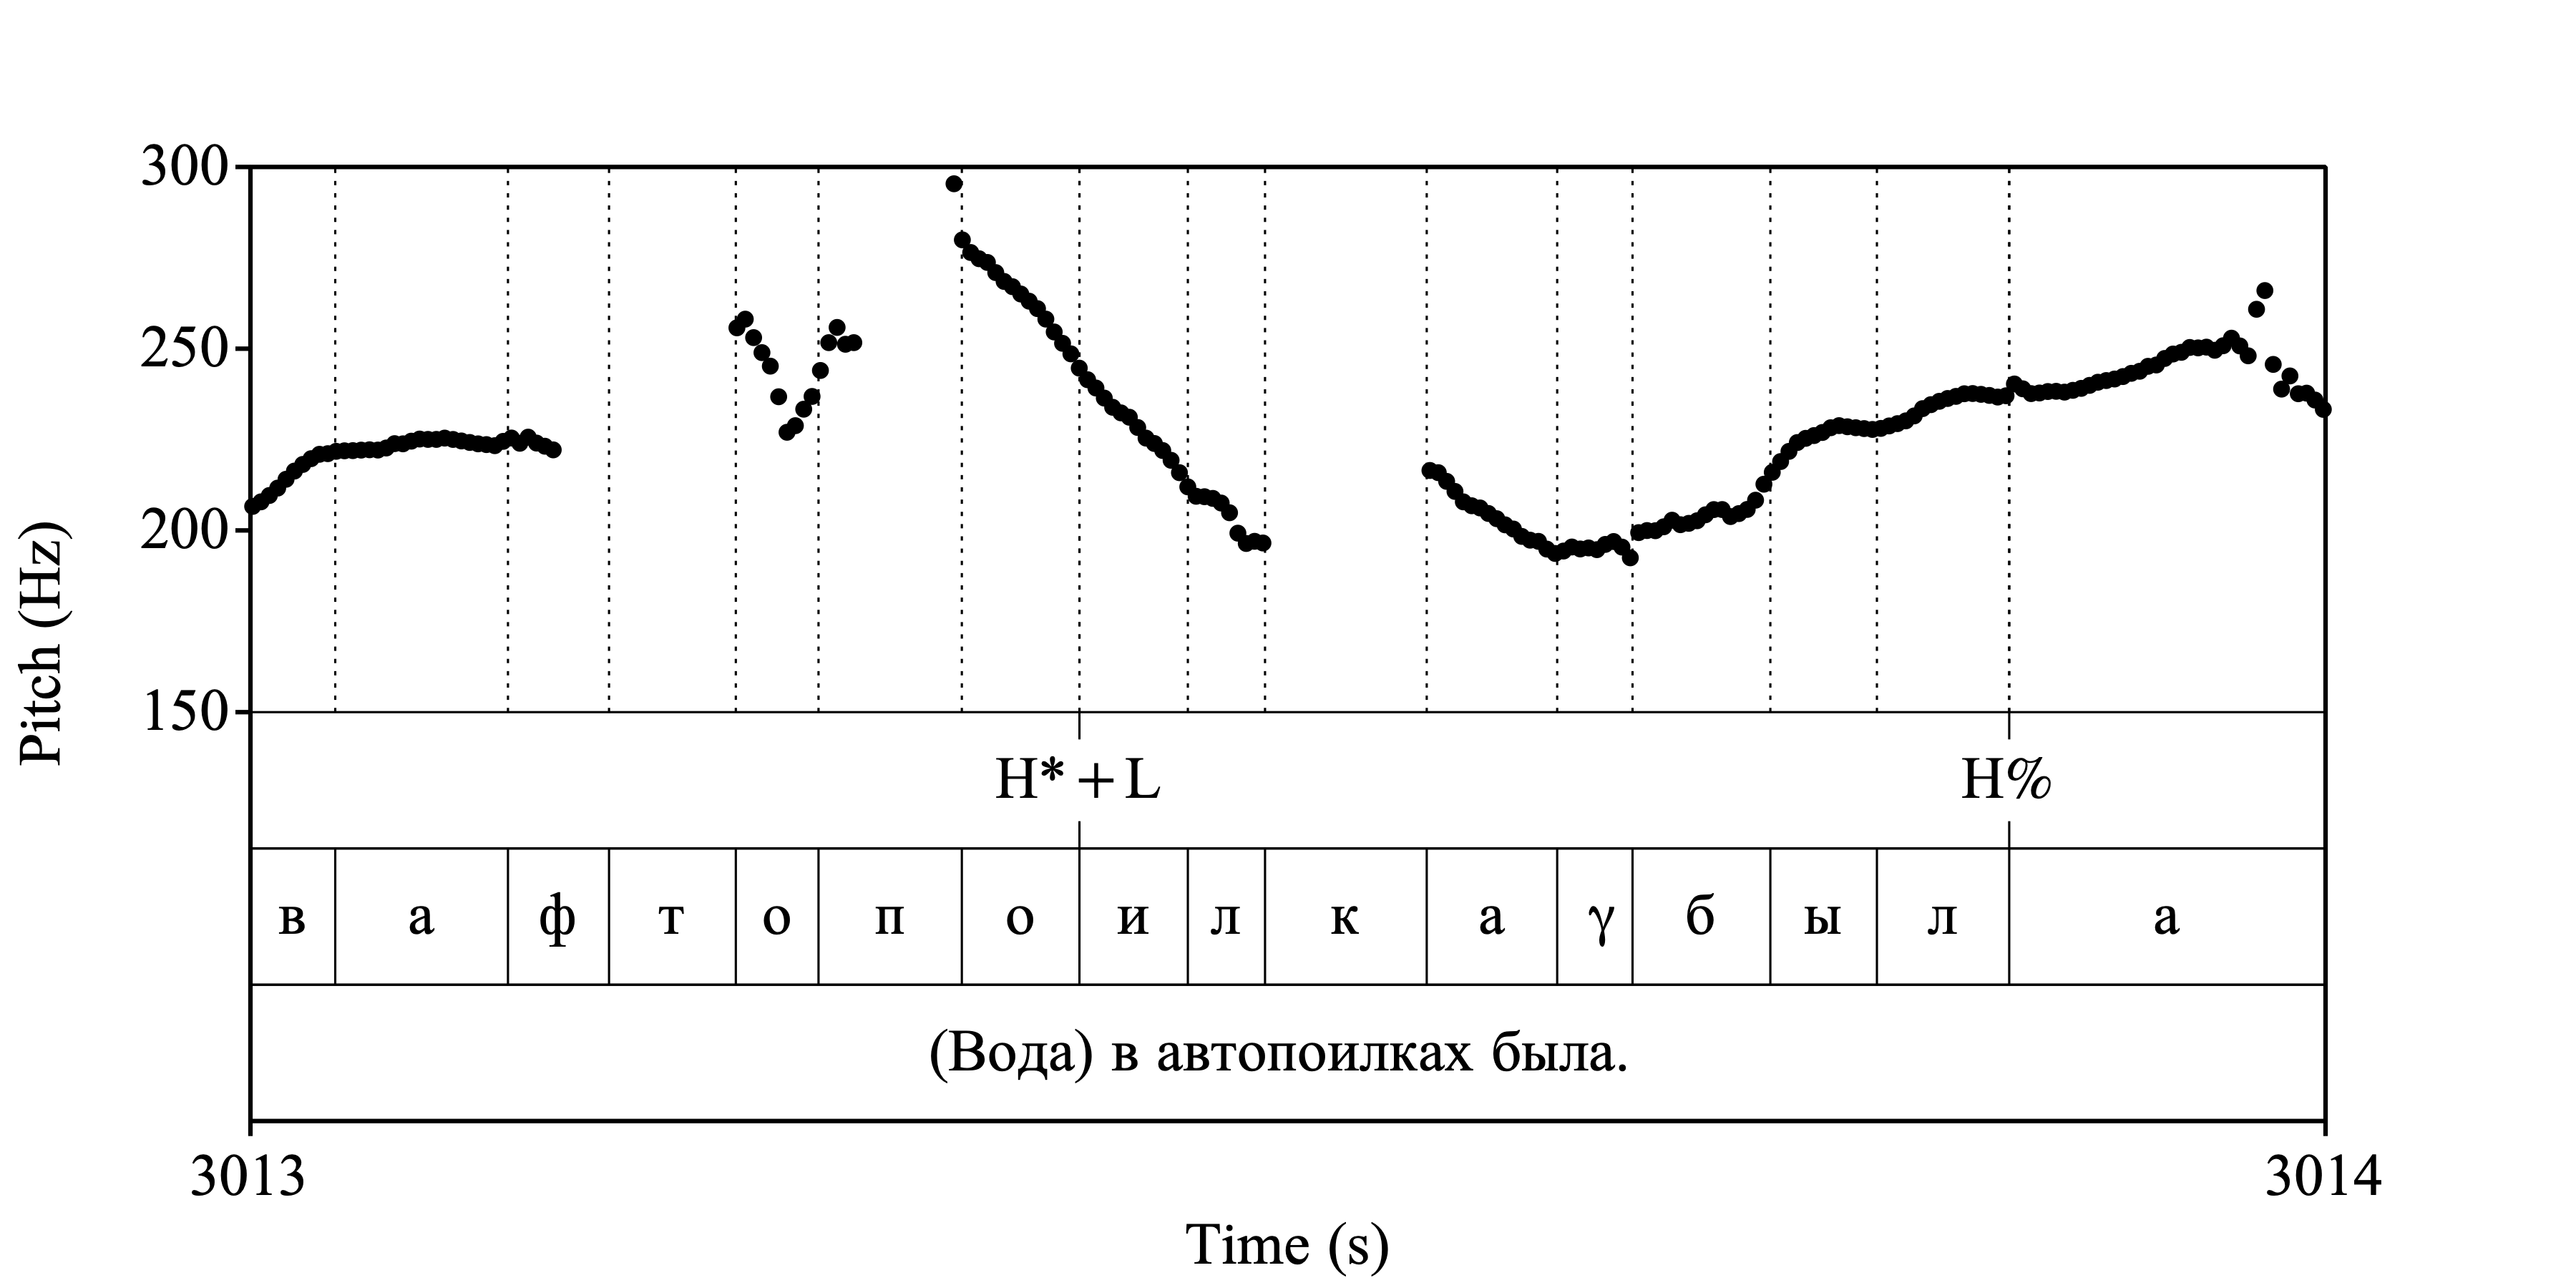 300
250
200
150
Pitch (Hz)
H* + L H%
в а ф т о п о и л к а γ б ы л а
(Вода) в автопоилках была.
3013 3014
Time (s)